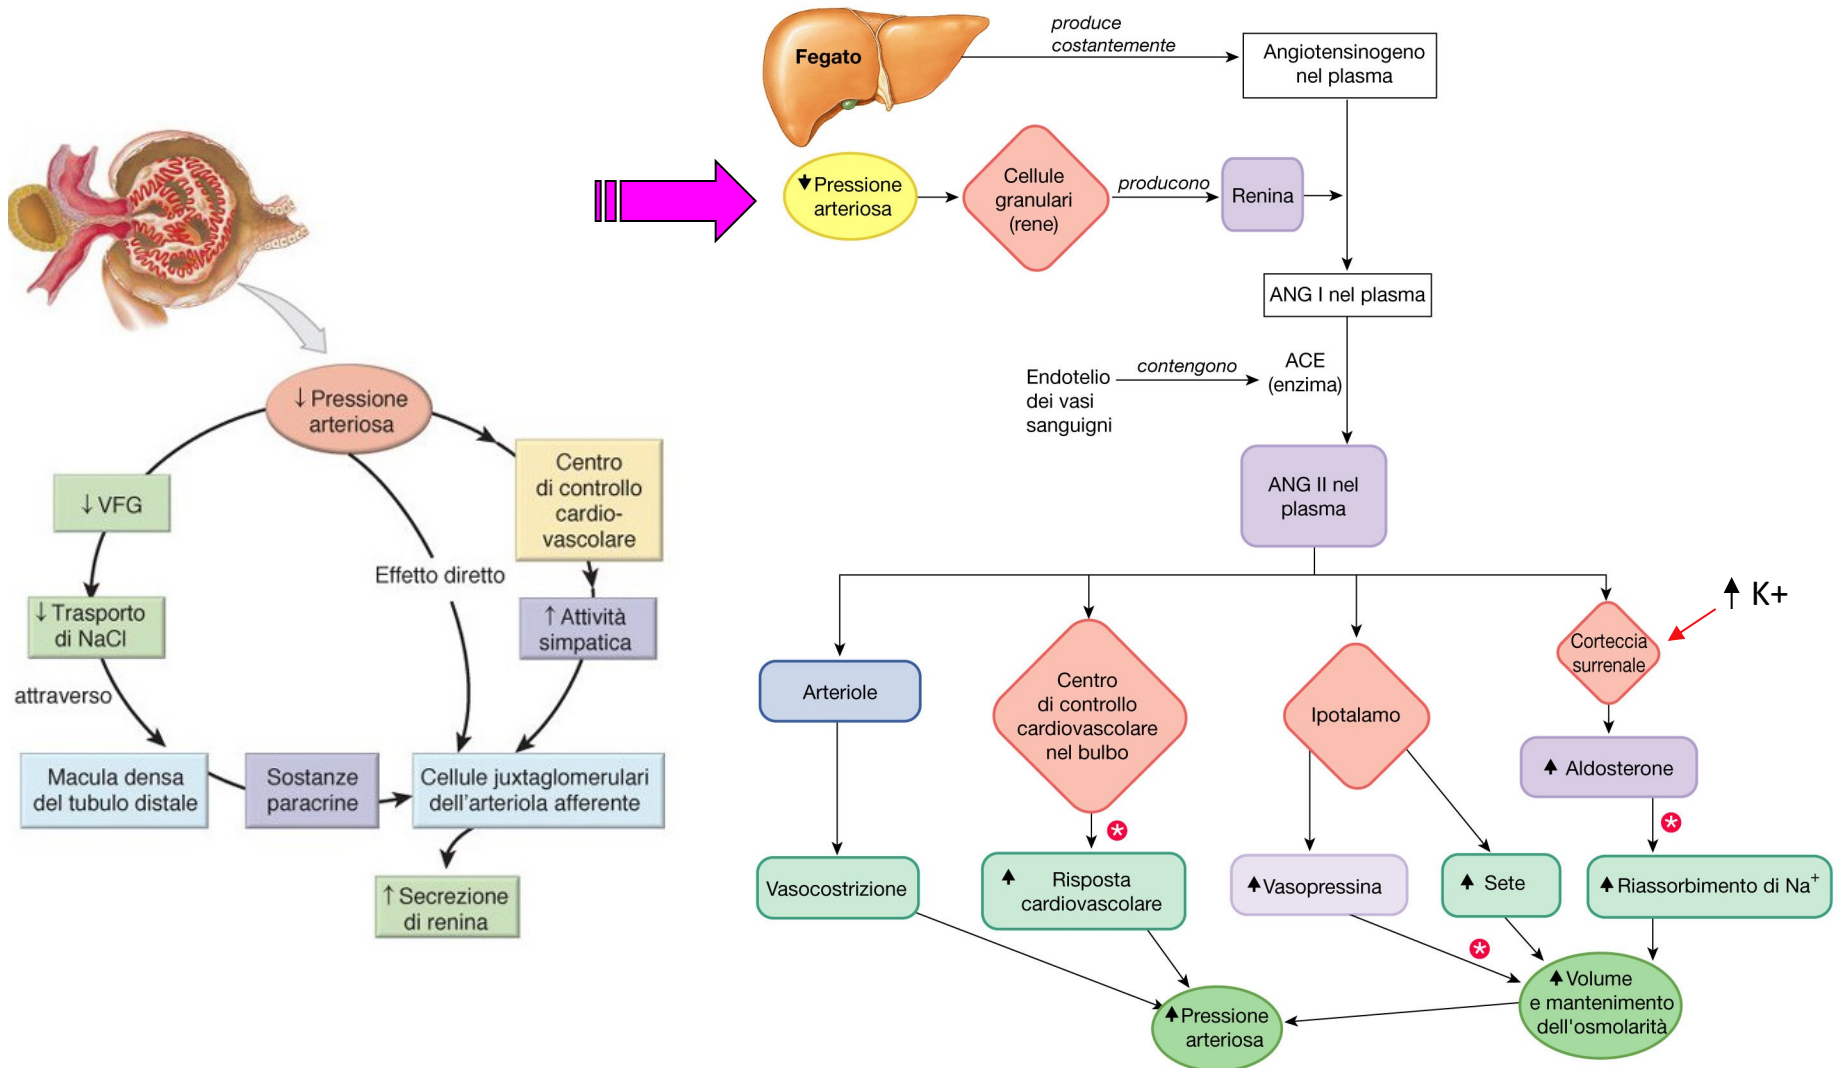 ↓ Pressione
arteriosa
↓ VFG
Centro
di controllo
cardio-
vascolare
Effetto diretto
↓ Trasporto
di NaCl
↑ Attività
simpatica
attraverso
Macula densa
del tubulo distale
Sostanze
paracrine
Cellule juxtaglomerulari
dell'arteriola afferente
↑ Secrezione
di renina
Fegato
produce
costantemente
Angiotensinogeno
nel plasma
↓ Pressione
arteriosa
Cellule
granulari
(rene)
producono
Renina
ANG I nel plasma
Endotelio
dei vasi
sanguigni
contengono
ACE
(enzima)
ANG II nel
plasma
↑ K+
Arteriole
Centro
di controllo
cardiovascolare
nel bulbo
Ipotalamo
Corteccia
surrenale
↑ Aldosterone
*
*
Vasocostrizione
↑ Risposta
cardiovascolare
↑ Vasopressina
↑ Sete
↑ Riassorbimento di Na⁺
*
↑ Volume
e mantenimento
dell'osmolarità
↑ Pressione
arteriosa